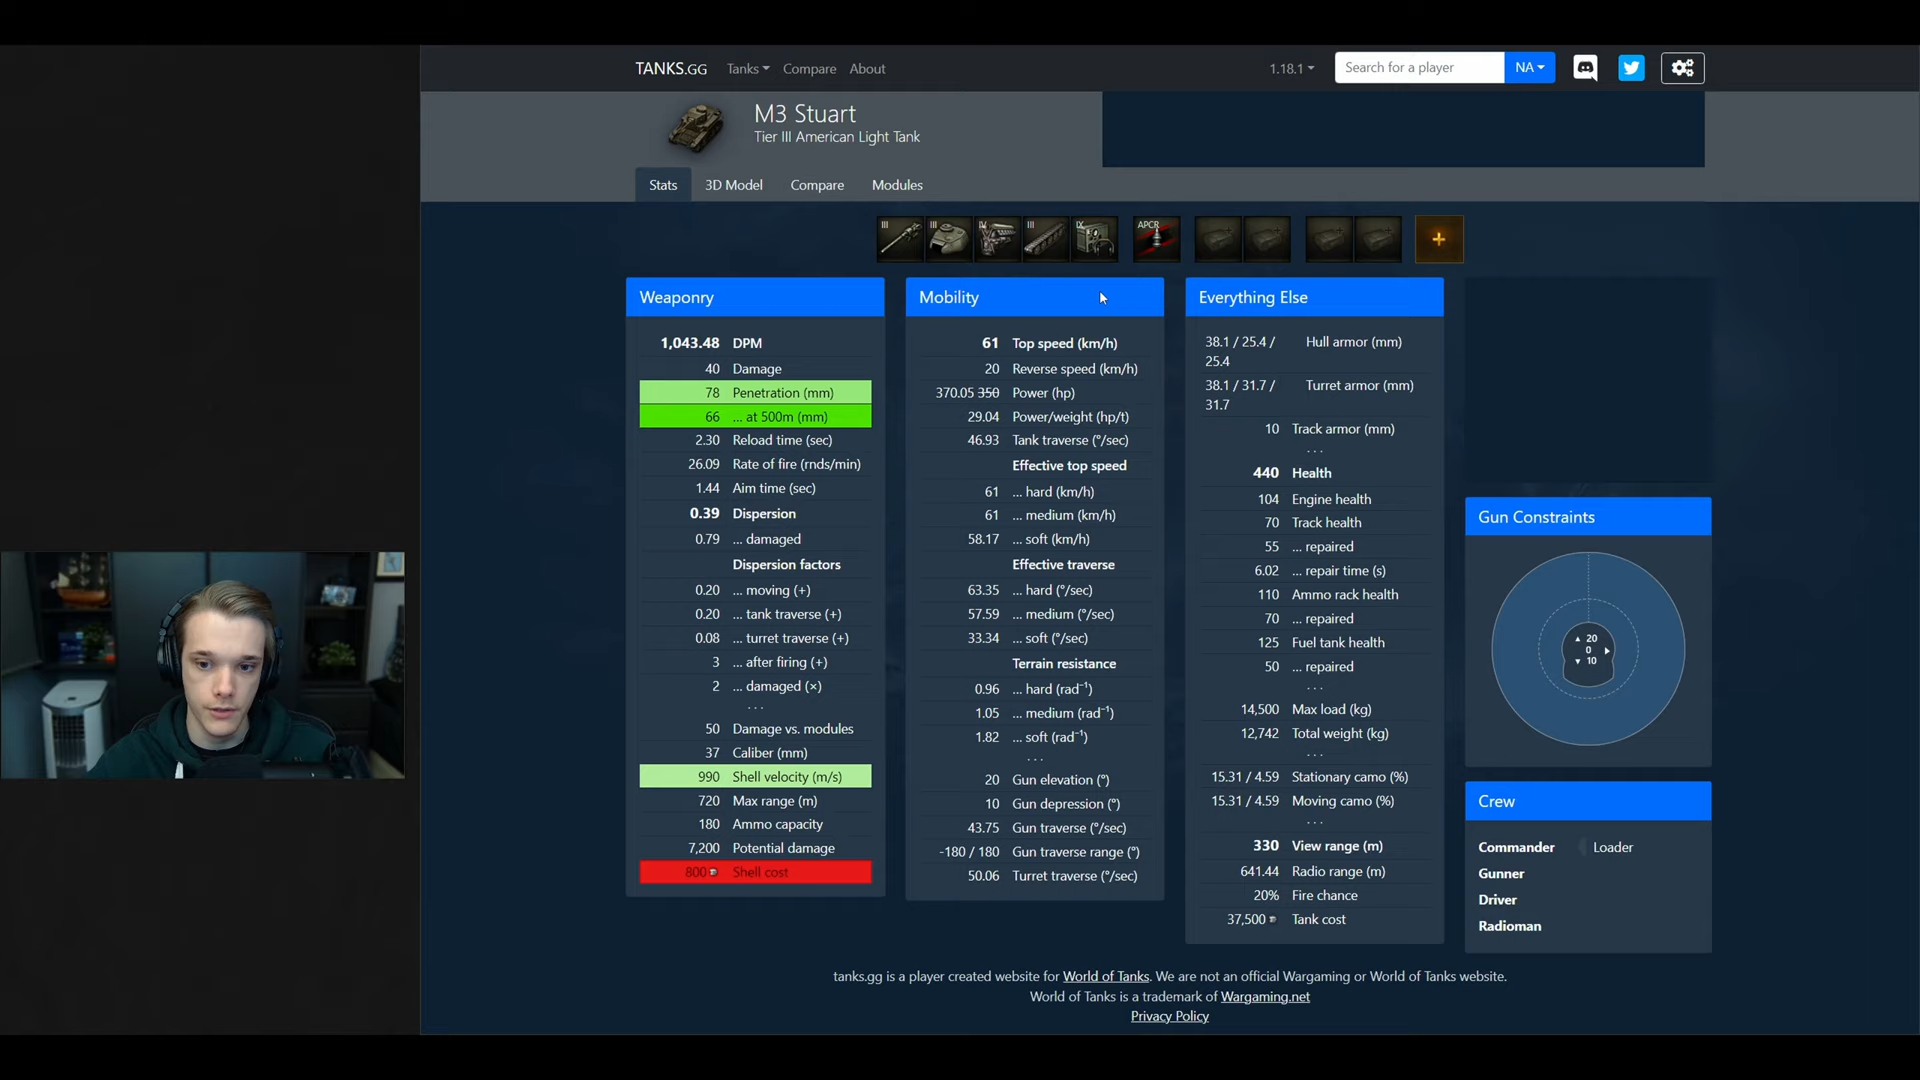 TANKS.GG
Tanks
Compare
About
1.18.1
Search for a player
NA
M3 Stuart
Tier III American Light Tank
Stats
3D Model
Compare
Modules
III
III
IV
III
IX
APCR
+
Weaponry
1,043.48 DPM
40 Damage
78 Penetration (mm)
66 ... at 500m (mm)
2.30 Reload time (sec)
26.09 Rate of fire (rnds/min)
1.44 Aim time (sec)
0.39 Dispersion
0.79 ... damaged
Dispersion factors
0.20 ... moving (+)
0.20 ... tank traverse (+)
0.08 ... turret traverse (+)
3 ... after firing (+)
2 ... damaged (×)
...
50 Damage vs. modules
37 Caliber (mm)
990 Shell velocity (m/s)
720 Max range (m)
180 Ammo capacity
7,200 Potential damage
800 Shell cost
Mobility
61 Top speed (km/h)
20 Reverse speed (km/h)
370.05 350 Power (hp)
29.04 Power/weight (hp/t)
46.93 Tank traverse (°/sec)
Effective top speed
61 ... hard (km/h)
61 ... medium (km/h)
58.17 ... soft (km/h)
Effective traverse
63.35 ... hard (°/sec)
57.59 ... medium (°/sec)
33.34 ... soft (°/sec)
Terrain resistance
0.96 ... hard (rad⁻¹)
1.05 ... medium (rad⁻¹)
1.82 ... soft (rad⁻¹)
...
20 Gun elevation (°)
10 Gun depression (°)
43.75 Gun traverse (°/sec)
-180 / 180 Gun traverse range (°)
50.06 Turret traverse (°/sec)
Everything Else
38.1 / 25.4 / Hull armor (mm)
25.4
38.1 / 31.7 / Turret armor (mm)
31.7
10 Track armor (mm)
...
440 Health
104 Engine health
70 Track health
55 ... repaired
6.02 ... repair time (s)
110 Ammo rack health
70 ... repaired
125 Fuel tank health
50 ... repaired
...
14,500 Max load (kg)
12,742 Total weight (kg)
...
15.31 / 4.59 Stationary camo (%)
15.31 / 4.59 Moving camo (%)
...
330 View range (m)
641.44 Radio range (m)
20% Fire chance
37,500 Tank cost
Gun Constraints
20
0
10
Crew
Commander Loader
Gunner
Driver
Radioman
tanks.gg is a player created website for World of Tanks. We are not an official Wargaming or World of Tanks website.
World of Tanks is a trademark of Wargaming.net
Privacy Policy